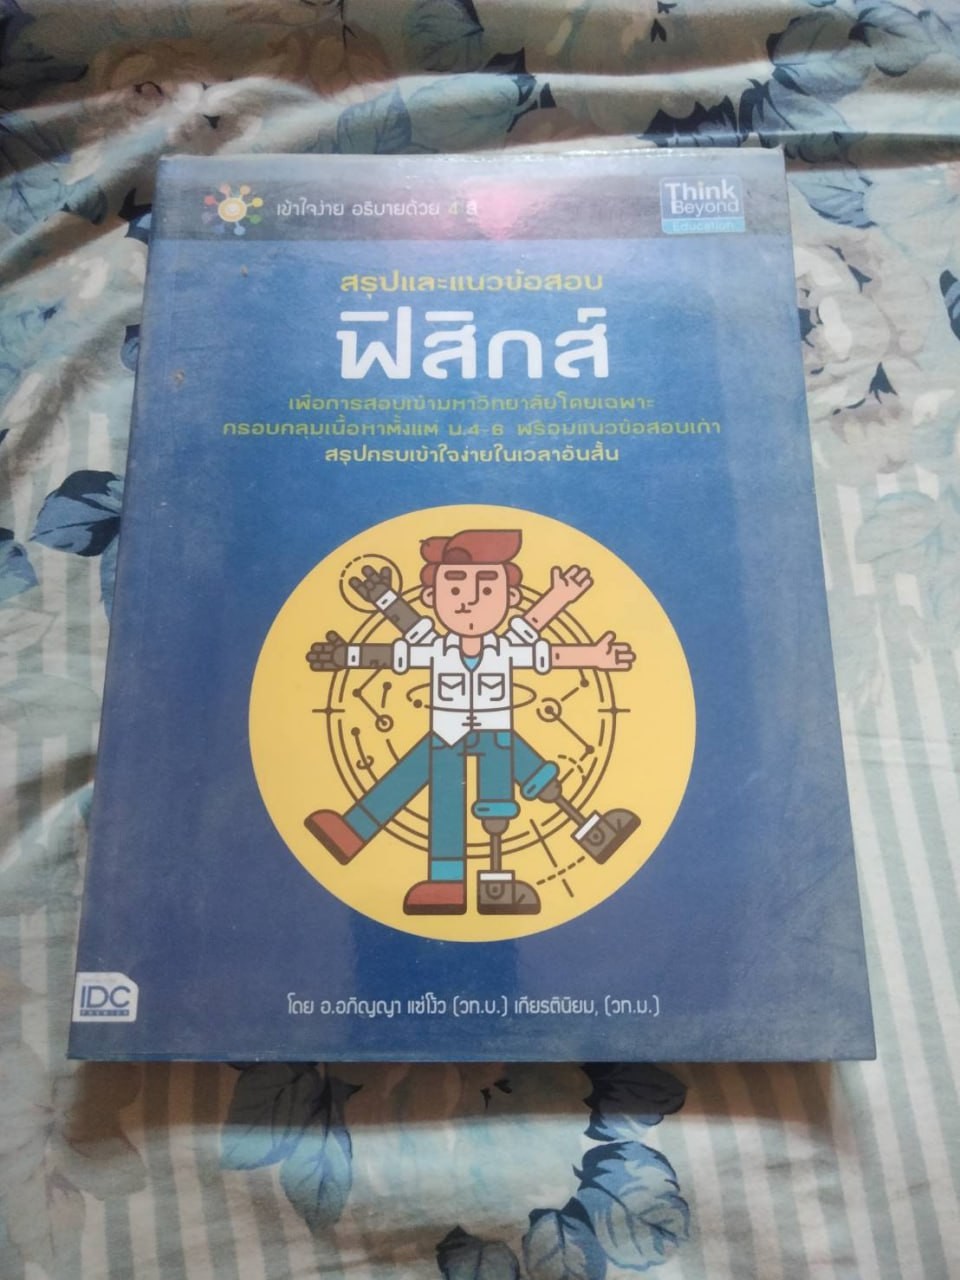 เข้าใจง่าย อธิบายด้วย 4 สี
Think
Beyond
Education
สรุปและแนวข้อสอบ
ฟิสิกส์
เพื่อการสอบเข้ามหาวิทยาลัยโดยเฉพาะ
ครอบคลุมเนื้อหาตั้งแต่ ม.4-6 พร้อมแนวข้อสอบเก่า
สรุปครบเข้าใจง่ายในเวลาอันสั้น
IDC
PREMIER
โดย อ.อภิญญา แซ่โง้ว (วท.บ.) เกียรตินิยม, (วท.ม.)